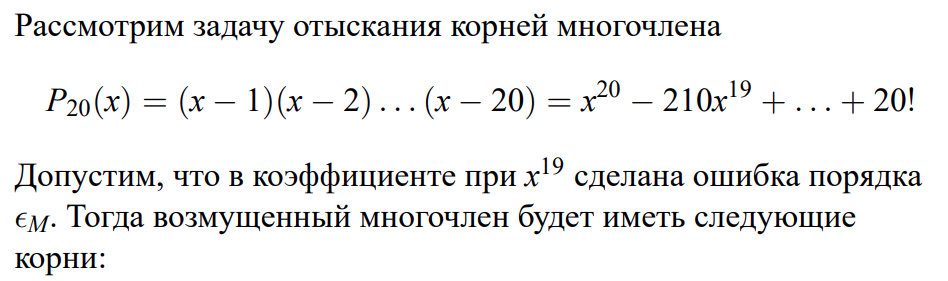 Рассмотрим задачу отыскания корней многочлена
P₂₀(x) = (x − 1)(x − 2) … (x − 20) = x²⁰ − 210x¹⁹ + … + 20!
Допустим, что в коэффициенте при x¹⁹ сделана ошибка порядка
ϵ_M. Тогда возмущенный многочлен будет иметь следующие
корни: